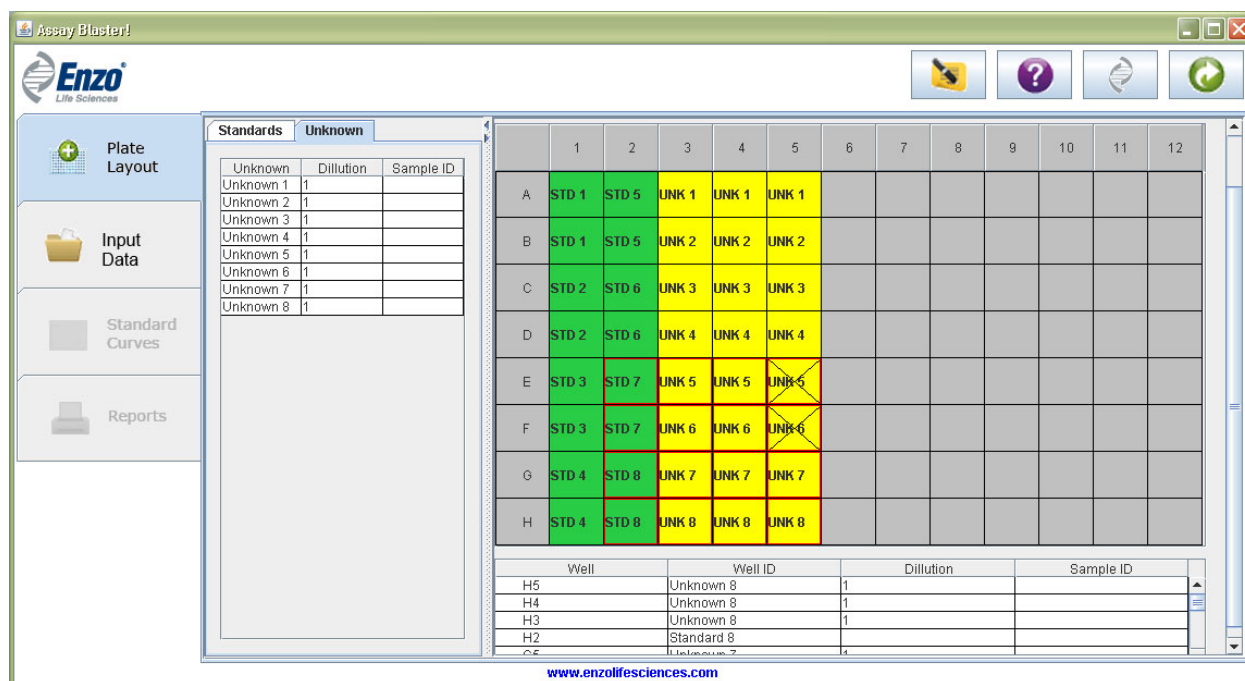 Assay Blaster!
Enzo
Life Sciences
Plate
Layout
Input
Data
Standard
Curves
Reports
Standards Unknown
Unknown Dillution Sample ID
Unknown 1 1
Unknown 2 1
Unknown 3 1
Unknown 4 1
Unknown 5 1
Unknown 6 1
Unknown 7 1
Unknown 8 1
1 2 3 4 5 6 7 8 9 10 11 12
A STD 1 STD 5 UNK 1 UNK 1 UNK 1
B STD 1 STD 5 UNK 2 UNK 2 UNK 2
C STD 2 STD 6 UNK 3 UNK 3 UNK 3
D STD 2 STD 6 UNK 4 UNK 4 UNK 4
E STD 3 STD 7 UNK 5 UNK 5 UNK 5
F STD 3 STD 7 UNK 6 UNK 6 UNK 6
G STD 4 STD 8 UNK 7 UNK 7 UNK 7
H STD 4 STD 8 UNK 8 UNK 8 UNK 8
Well Well ID Dillution Sample ID
H5 Unknown 8 1
H4 Unknown 8 1
H3 Unknown 8 1
H2 Standard 8
G5 Unknown 7 1
www.enzolifesciences.com